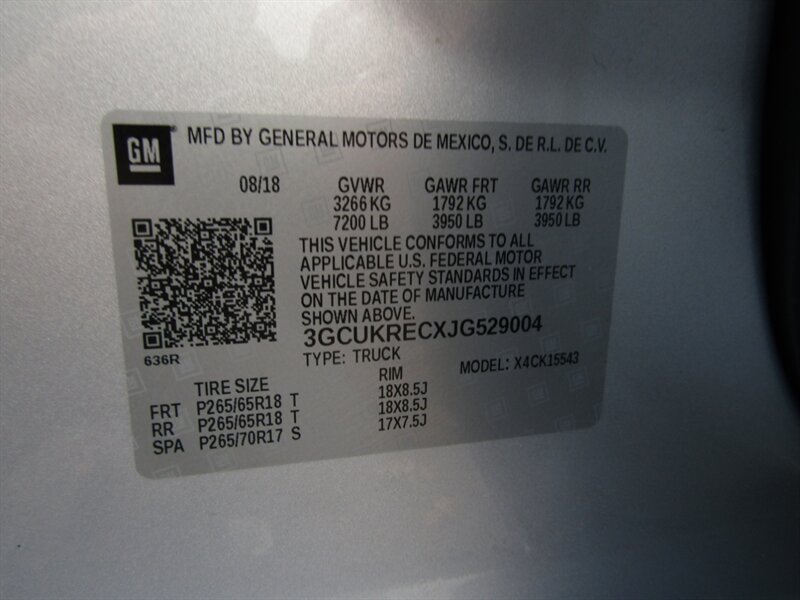 GM MFD BY GENERAL MOTORS DE MEXICO, S. DE R.L. DE C.V.
08/18 GVWR GAWR FRT GAWR RR
3266 KG 1792 KG 1792 KG
7200 LB 3950 LB 3950 LB
THIS VEHICLE CONFORMS TO ALL
APPLICABLE U.S. FEDERAL MOTOR
VEHICLE SAFETY STANDARDS IN EFFECT
ON THE DATE OF MANUFACTURE
SHOWN ABOVE.
3GCUKRECXJG529004
636R TYPE: TRUCK MODEL: X4CK15543
TIRE SIZE RIM
FRT P265/65R18 T 18X8.5J
RR P265/65R18 T 18X8.5J
SPA P265/70R17 S 17X7.5J